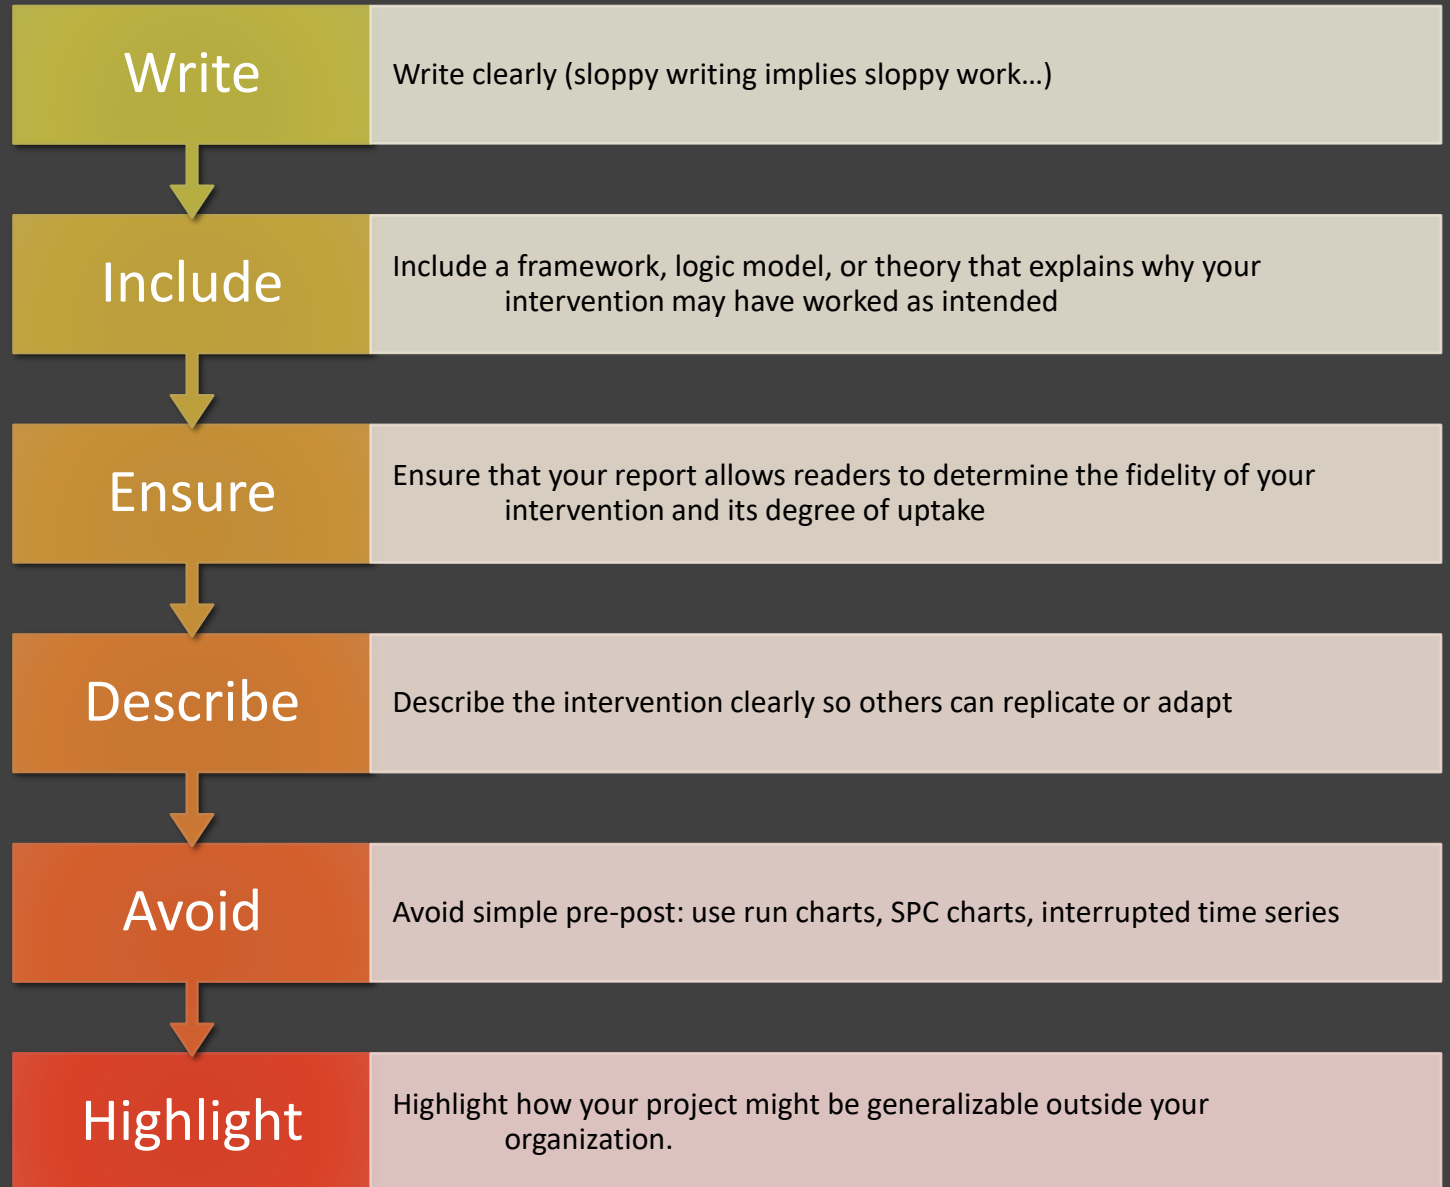 Write
Write clearly (sloppy writing implies sloppy work…)
Include
Include a framework, logic model, or theory that explains why your
intervention may have worked as intended
Ensure
Ensure that your report allows readers to determine the fidelity of your
intervention and its degree of uptake
Describe
Describe the intervention clearly so others can replicate or adapt
Avoid
Avoid simple pre-post: use run charts, SPC charts, interrupted time series
Highlight
Highlight how your project might be generalizable outside your
organization.